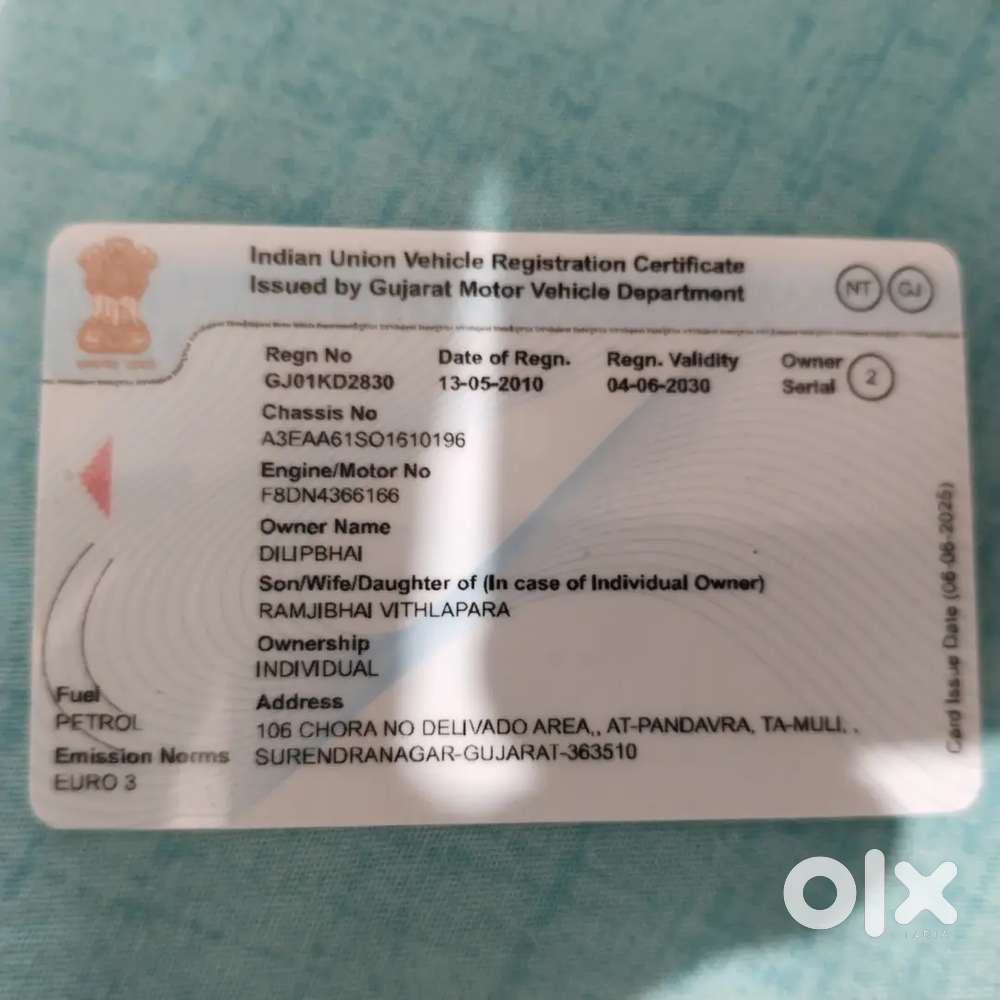 Indian Union Vehicle Registration Certificate
Issued by Gujarat Motor Vehicle Department
NT GJ
Regn No Date of Regn. Regn. Validity Owner Serial 2
GJ01KD2830 13-05-2010 04-06-2030
Chassis No
A3EAA61SO1610196
Engine/Motor No
F8DN4366166
Owner Name
DILIPBHAI
Son/Wife/Daughter of (In case of Individual Owner)
RAMJIBHAI VITHLAPARA
Ownership
INDIVIDUAL
Fuel
PETROL
Emission Norms
EURO 3
Address
106 CHORA NO DELIVADO AREA,, AT-PANDAVRA, TA-MULI, ,
SURENDRANAGAR-GUJARAT-363510
Card Issue Date (06-06-2025)
olx
INDIA